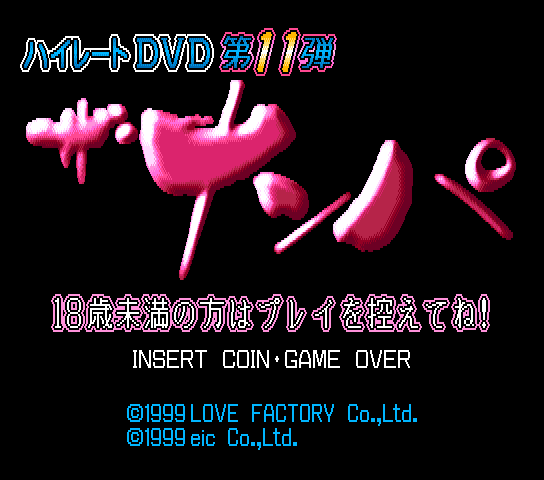 ハイレートDVD 第11弾
ザ ナンパ
18歳未満の方はプレイを控えてね!
INSERT COIN・GAME OVER
©1999 LOVE FACTORY Co.,Ltd.
©1999 eic Co.,Ltd.